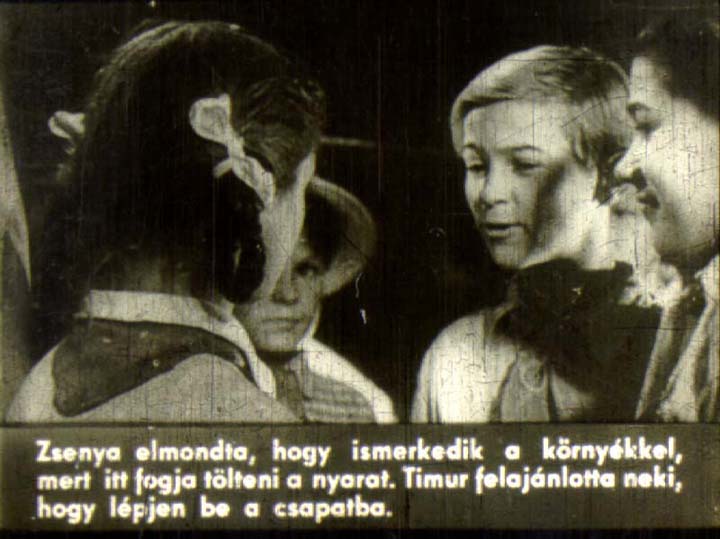 Zsenya elmondta, hogy ismerkedik a környékkel,
mert itt fogja tölteni a nyarat. Timur felajánlotta neki,
hogy lépjen be a csapatba.